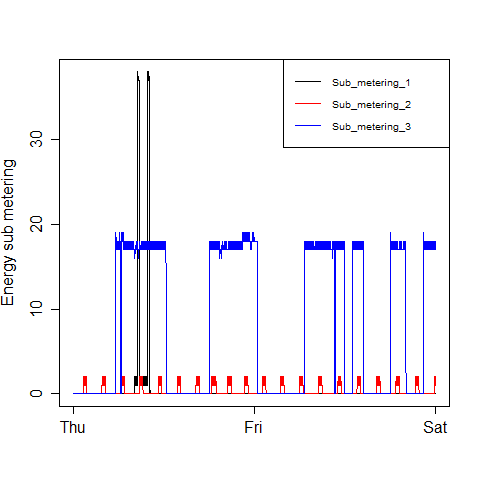 Sub_metering_1
Sub_metering_2
Sub_metering_3
Energy sub metering
30
20
10
0
Thu Fri Sat